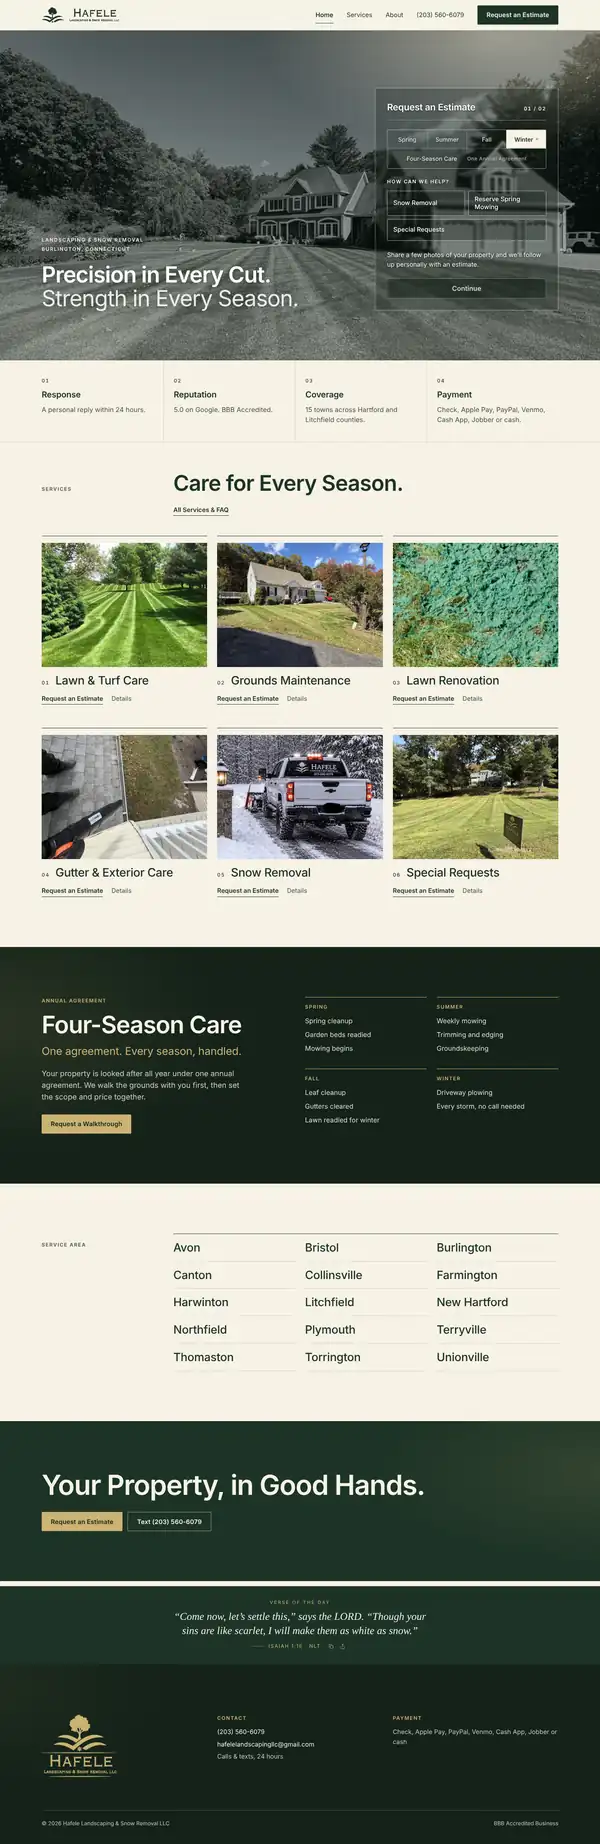 HAFELE
LANDSCAPING & SNOW REMOVAL LLC
Home Services About (203) 560-6079 Request an Estimate
Request an Estimate 01 / 02
Spring Summer Fall Winter
Four-Season Care One Annual Agreement
HOW CAN WE HELP?
Snow Removal Reserve Spring Mowing
Special Requests
Share a few photos of your property and we'll follow
up personally with an estimate.
Continue
LANDSCAPING & SNOW REMOVAL
BURLINGTON, CONNECTICUT
Precision in Every Cut.
Strength in Every Season.
01 02 03 04
Response Reputation Coverage Payment
A personal reply within 24 hours.
5.0 on Google. BBB Accredited.
15 towns across Hartford and
Litchfield counties.
Check, Apple Pay, PayPal, Venmo,
Cash App, Jobber or cash.
SERVICES
Care for Every Season.
All Services & FAQ
01 Lawn & Turf Care
Request an Estimate Details
02 Grounds Maintenance
Request an Estimate Details
03 Lawn Renovation
Request an Estimate Details
HAFELE
04 Gutter & Exterior Care
Request an Estimate Details
05 Snow Removal
Request an Estimate Details
06 Special Requests
Request an Estimate Details
ANNUAL AGREEMENT
Four-Season Care
One agreement. Every season, handled.
Your property is looked after all year under one annual
agreement. We walk the grounds with you first, then set
the scope and price together.
Request a Walkthrough
SPRING
Spring cleanup
Garden beds readied
Mowing begins
SUMMER
Weekly mowing
Trimming and edging
Groundskeeping
FALL
Leaf cleanup
Gutters cleared
Lawn readied for winter
WINTER
Driveway plowing
Every storm, no call needed
SERVICE AREA
Avon Bristol Burlington
Canton Collinsville Farmington
Harwinton Litchfield New Hartford
Northfield Plymouth Terryville
Thomaston Torrington Unionville
Your Property, in Good Hands.
Request an Estimate Text (203) 560-6079
VERSE OF THE DAY
“Come now, let’s settle this,” says the LORD. “Though your
sins are like scarlet, I will make them as white as snow.”
ISAIAH 1:18 NLT
HAFELE
LANDSCAPING & SNOW REMOVAL, LLC
CONTACT
(203) 560-6079
hafelelandscapingllc@gmail.com
Calls & texts, 24 hours
PAYMENT
Check, Apple Pay, PayPal, Venmo, Cash App, Jobber or
cash
© 2026 Hafele Landscaping & Snow Removal LLC BBB Accredited Business